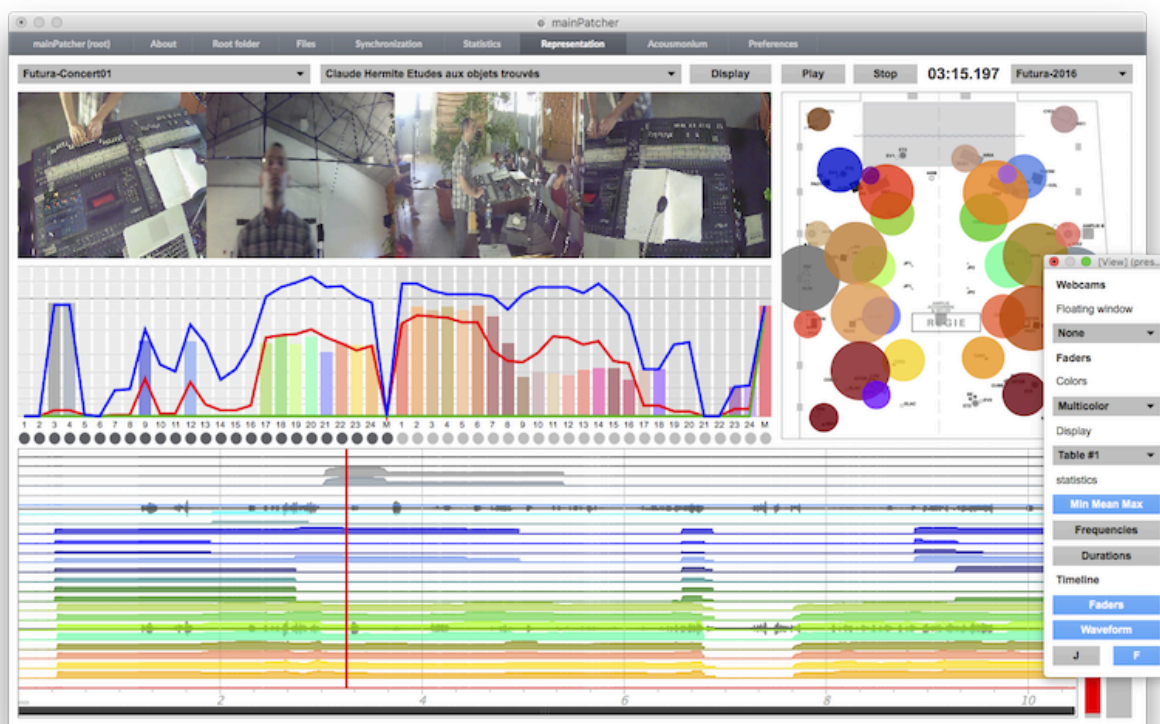 mainPatcher
mainPatcher (root) About Root folder Files Synchronization Statistics Representation Acousmonium Preferences
Futura-Concert01 Claude Hermite Etudes aux objets trouvés Display Play Stop 03:15.197 Futura-2016
[View] (pres...
Webcams
Floating window
None
Faders
Colors
Multicolor
Display
Table #1
statistics
Min Mean Max
Frequencies
Durations
Timeline
Faders
Waveform
J F
REGIE
1 2 3 4 5 6 7 8 9 10 11 12 13 14 15 16 17 18 19 20 21 22 23 24 M 1 2 3 4 5 6 7 8 9 10 11 12 13 14 15 16 17 18 19 20 21 22 23 24 M
2 4 6 8 10